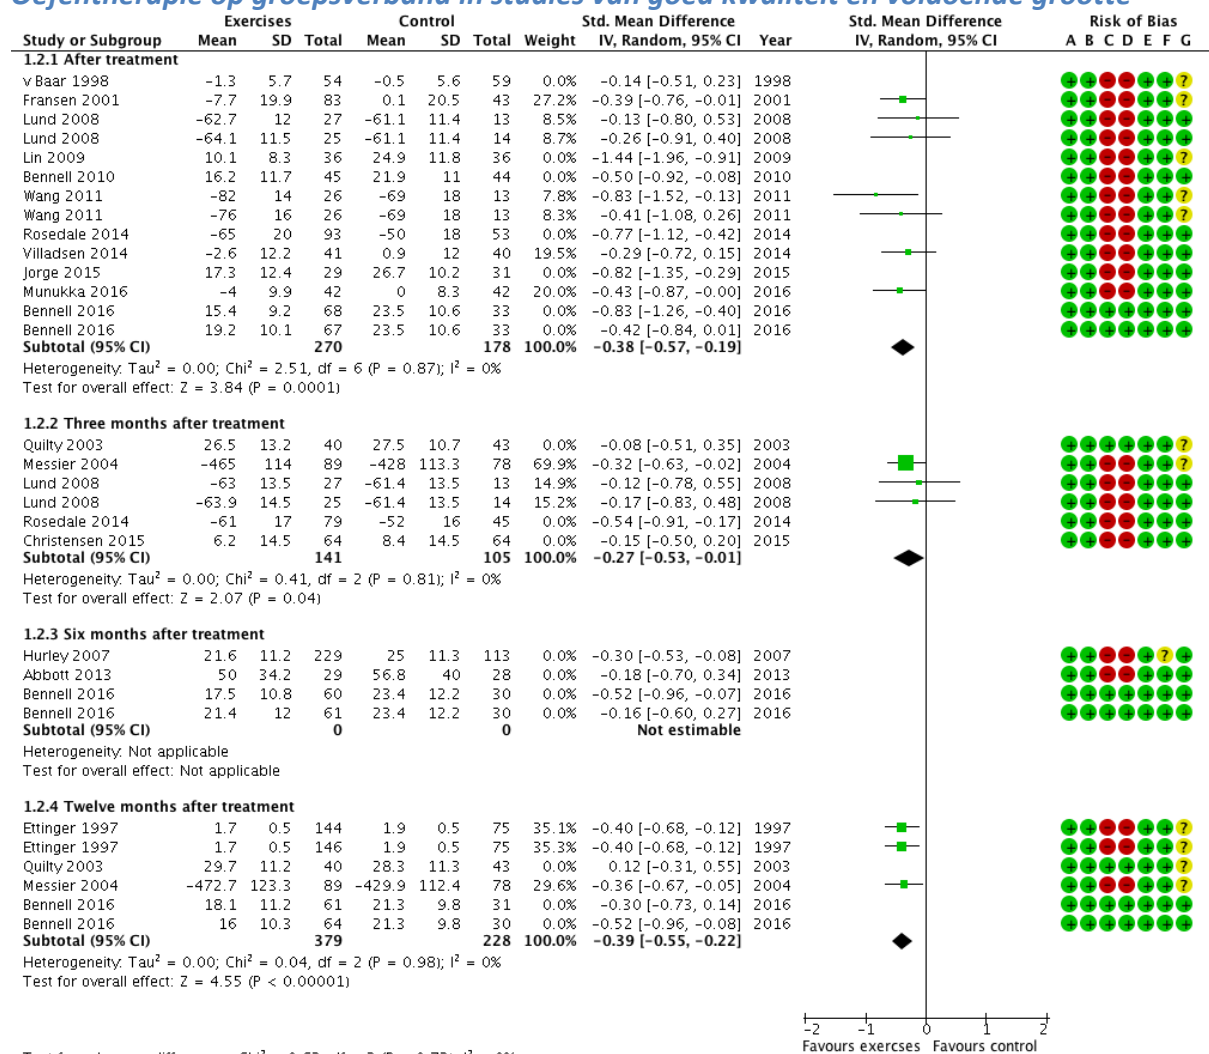 Oefentherapie op groepsverband in studies van goed kwaliteit en voldoende grootte
Exercises Control Std. Mean Difference Std. Mean Difference Risk of Bias
Study or Subgroup Mean SD Total Mean SD Total Weight IV, Random, 95% CI Year IV, Random, 95% CI A B C D E F G
1.2.1 After treatment
v Baar 1998 -1.3 5.7 54 -0.5 5.6 59 0.0% -0.14 [-0.51, 0.23] 1998 + + - - + + ?
Fransen 2001 -7.7 19.9 83 0.1 20.5 43 27.2% -0.39 [-0.76, -0.01] 2001 + + - - + + ?
Lund 2008 -62.7 12 27 -61.1 11.4 13 8.5% -0.13 [-0.80, 0.53] 2008 + + - - + + +
Lund 2008 -64.1 11.5 25 -61.1 11.4 14 8.7% -0.26 [-0.91, 0.40] 2008 + + - - + + +
Lin 2009 10.1 8.3 36 24.9 11.8 36 0.0% -1.44 [-1.96, -0.91] 2009 + + - - + + ?
Bennell 2010 16.2 11.7 45 21.9 11 44 0.0% -0.50 [-0.92, -0.08] 2010 + + - - + + +
Wang 2011 -82 14 26 -69 18 13 7.8% -0.83 [-1.52, -0.13] 2011 + + - - + + ?
Wang 2011 -76 16 26 -69 18 13 8.3% -0.41 [-1.08, 0.26] 2011 + + - - + + ?
Rosedale 2014 -65 20 93 -50 18 53 0.0% -0.77 [-1.12, -0.42] 2014 + + - - + + +
Villadsen 2014 -2.6 12.2 41 0.9 12 40 19.5% -0.29 [-0.72, 0.15] 2014 + + - - + + +
Jorge 2015 17.3 12.4 29 26.7 10.2 31 0.0% -0.82 [-1.35, -0.29] 2015 + + - - + + +
Munukka 2016 -4 9.9 42 0 8.3 42 20.0% -0.43 [-0.87, -0.00] 2016 + + - - + + +
Bennell 2016 15.4 9.2 68 23.5 10.6 33 0.0% -0.83 [-1.26, -0.40] 2016 + + + + + + +
Bennell 2016 19.2 10.1 67 23.5 10.6 33 0.0% -0.42 [-0.84, 0.01] 2016 + + + + + + +
Subtotal (95% CI) 270 178 100.0% -0.38 [-0.57, -0.19]
Heterogeneity: Tau² = 0.00; Chi² = 2.51, df = 6 (P = 0.87); I² = 0%
Test for overall effect: Z = 3.84 (P = 0.0001)
1.2.2 Three months after treatment
Quilty 2003 26.5 13.2 40 27.5 10.7 43 0.0% -0.08 [-0.51, 0.35] 2003 + + + + + + ?
Messier 2004 -465 114 89 -428 113.3 78 69.9% -0.32 [-0.63, -0.02] 2004 + + - - + + ?
Lund 2008 -63 13.5 27 -61.4 13.5 13 14.9% -0.12 [-0.78, 0.55] 2008 + + - - + + +
Lund 2008 -63.9 14.5 25 -61.4 13.5 14 15.2% -0.17 [-0.83, 0.48] 2008 + + - - + + +
Rosedale 2014 -61 17 79 -52 16 45 0.0% -0.54 [-0.91, -0.17] 2014 + + - - + + +
Christensen 2015 6.2 14.5 64 8.4 14.5 64 0.0% -0.15 [-0.50, 0.20] 2015 + + - - + + +
Subtotal (95% CI) 141 105 100.0% -0.27 [-0.53, -0.01]
Heterogeneity: Tau² = 0.00; Chi² = 0.41, df = 2 (P = 0.81); I² = 0%
Test for overall effect: Z = 2.07 (P = 0.04)
1.2.3 Six months after treatment
Hurley 2007 21.6 11.2 229 25 11.3 113 0.0% -0.30 [-0.53, -0.08] 2007 + + - - + ? +
Abbott 2013 50 34.2 29 56.8 40 28 0.0% -0.18 [-0.70, 0.34] 2013 + + - - + + +
Bennell 2016 17.5 10.8 60 23.4 12.2 30 0.0% -0.52 [-0.96, -0.07] 2016 + + + + + + +
Bennell 2016 21.4 12 61 23.4 12.2 30 0.0% -0.16 [-0.60, 0.27] 2016 + + + + + + +
Subtotal (95% CI) 0 0 Not estimable
Heterogeneity: Not applicable
Test for overall effect: Not applicable
1.2.4 Twelve months after treatment
Ettinger 1997 1.7 0.5 144 1.9 0.5 75 35.1% -0.40 [-0.68, -0.12] 1997 + + - - + + ?
Ettinger 1997 1.7 0.5 146 1.9 0.5 75 35.3% -0.40 [-0.68, -0.12] 1997 + + - - + + ?
Quilty 2003 29.7 11.2 40 28.3 11.3 43 0.0% 0.12 [-0.31, 0.55] 2003 + + + + + + ?
Messier 2004 -472.7 123.3 89 -429.9 112.4 78 29.6% -0.36 [-0.67, -0.05] 2004 + + - - + + ?
Bennell 2016 18.1 11.2 61 21.3 9.8 31 0.0% -0.30 [-0.73, 0.14] 2016 + + + + + + +
Bennell 2016 16 10.3 64 21.3 9.8 30 0.0% -0.52 [-0.96, -0.08] 2016 + + + + + + +
Subtotal (95% CI) 379 228 100.0% -0.39 [-0.55, -0.22]
Heterogeneity: Tau² = 0.00; Chi² = 0.04, df = 2 (P = 0.98); I² = 0%
Test for overall effect: Z = 4.55 (P < 0.00001)
-2 -1 0 1 2
Favours exercses Favours control